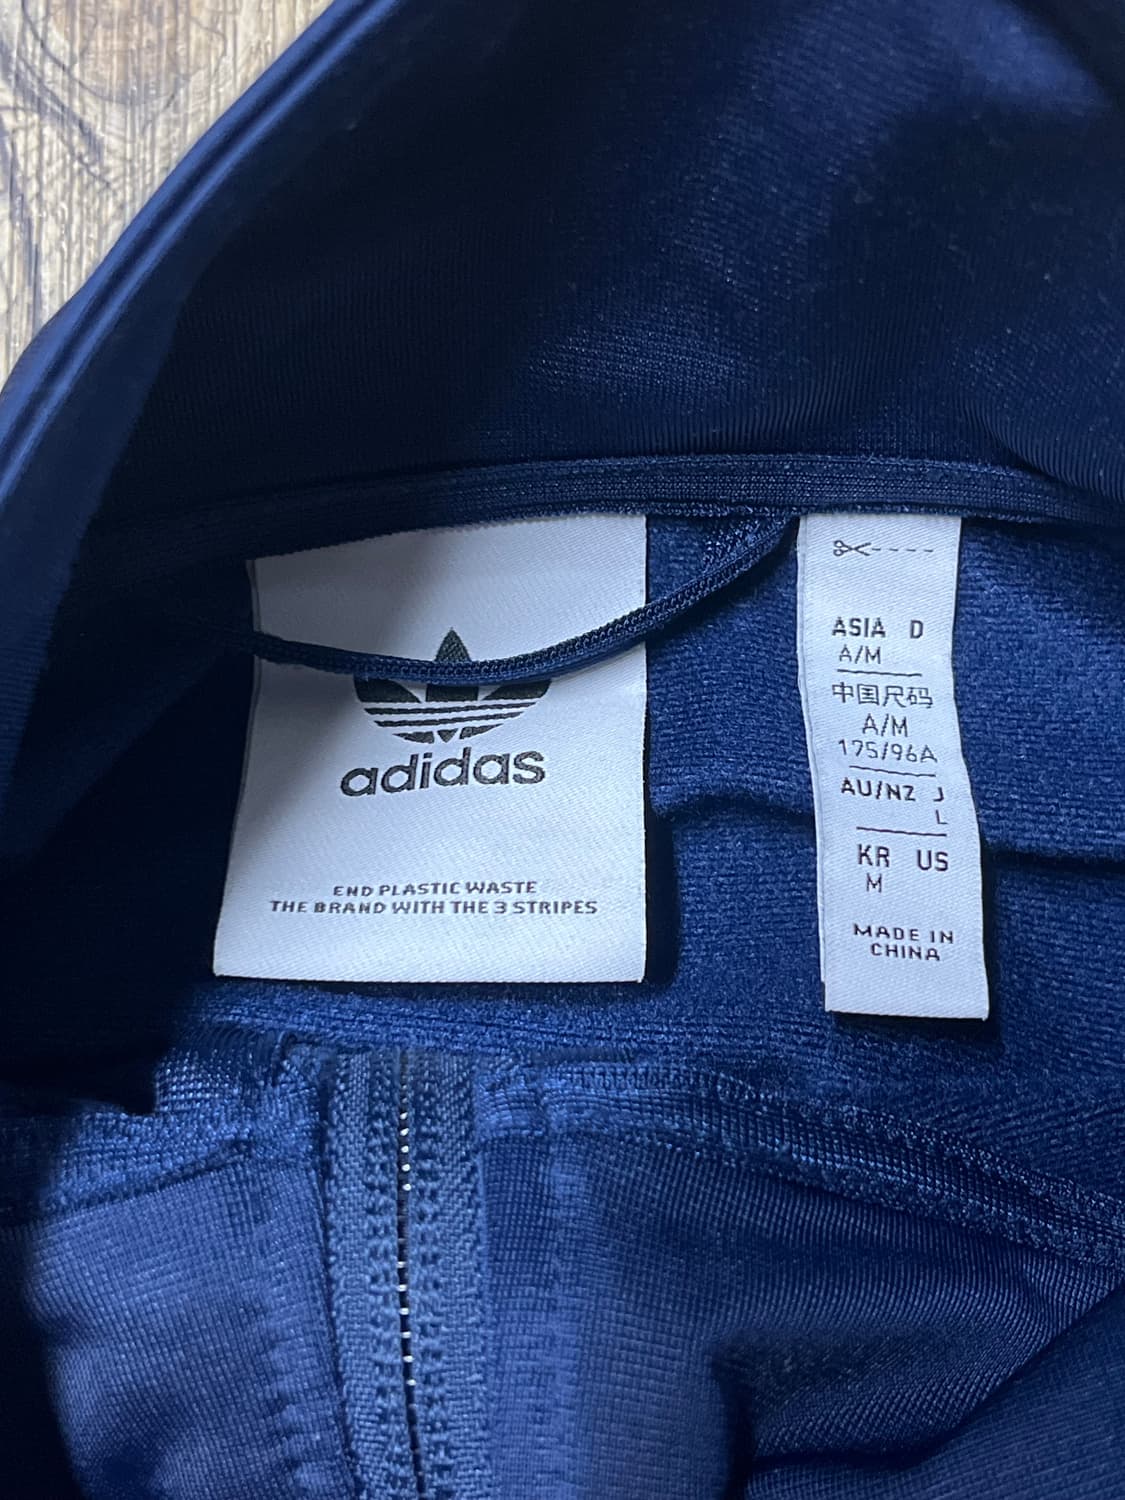 adidas
END PLASTIC WASTE
THE BRAND WITH THE 3 STRIPES
ASIA D
A/M
中国尺码
A/M
175/96A
AU/NZ J
L
KR US
M
MADE IN
CHINA